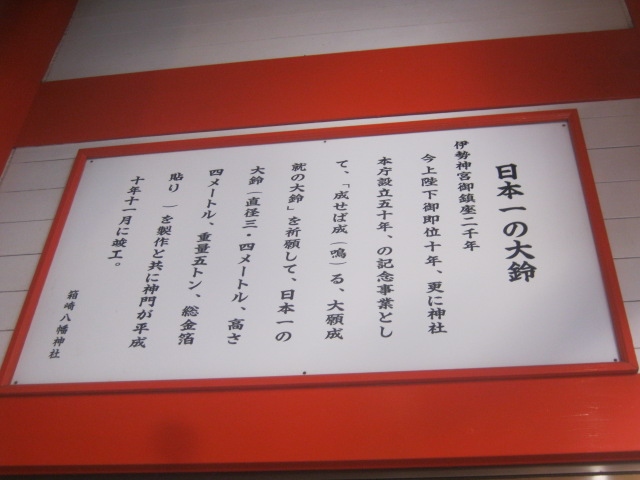 日本一の大鈴
伊勢神宮御鎮座二千年
今上陛下御即位十年、更に神社
本庁設立五十年、の記念事業とし
て、「成せば成(鳴)る、大願成
就の大鈴」を祈願して、日本一の
大鈴(直径三・四メートル、高さ
四メートル、重量五トン、総金箔
貼り )を製作と共に神門が平成
十年十一月に竣工。
箱崎八幡神社